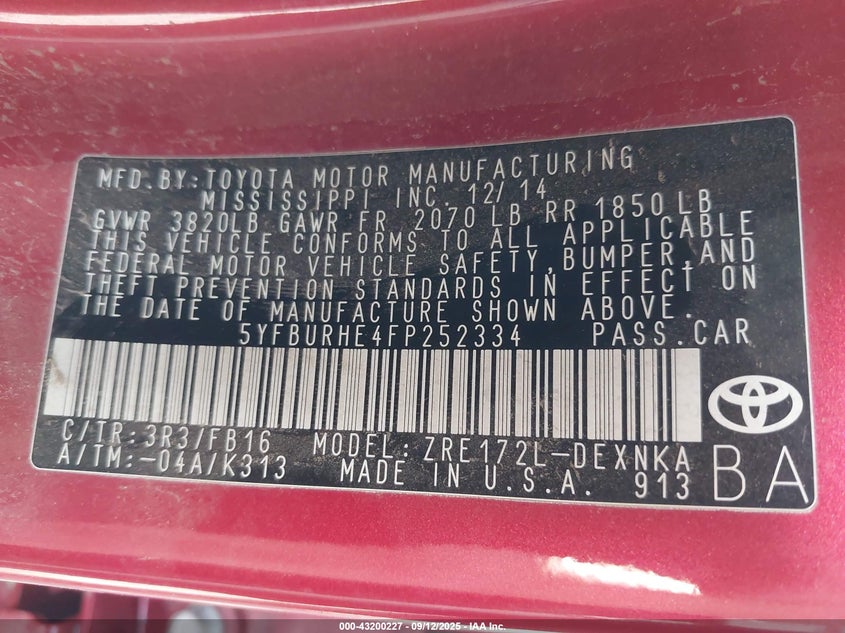 MFD.BY:TOYOTA MOTOR MANUFACTURING
MISSISSIPPI INC. 12/14
GVWR 3820LB GAWR FR 2070 LB RR 1850LB
THIS VEHICLE CONFORMS TO ALL APPLICABLE
FEDERAL MOTOR VEHICLE SAFETY,BUMPER,AND
THEFT PREVENTION STANDARDS IN EFFECT ON
THE DATE OF MANUFACTURE SHOWN ABOVE.
5YFBURHE4FP252334 PASS.CAR
C/TR:3R3/FB16 MODEL:ZRE172L-DEXNKA
A/TM:-04A/K313 MADE IN U.S.A. 913
BA
000-43200227 - 09/12/2025 - IAA Inc.